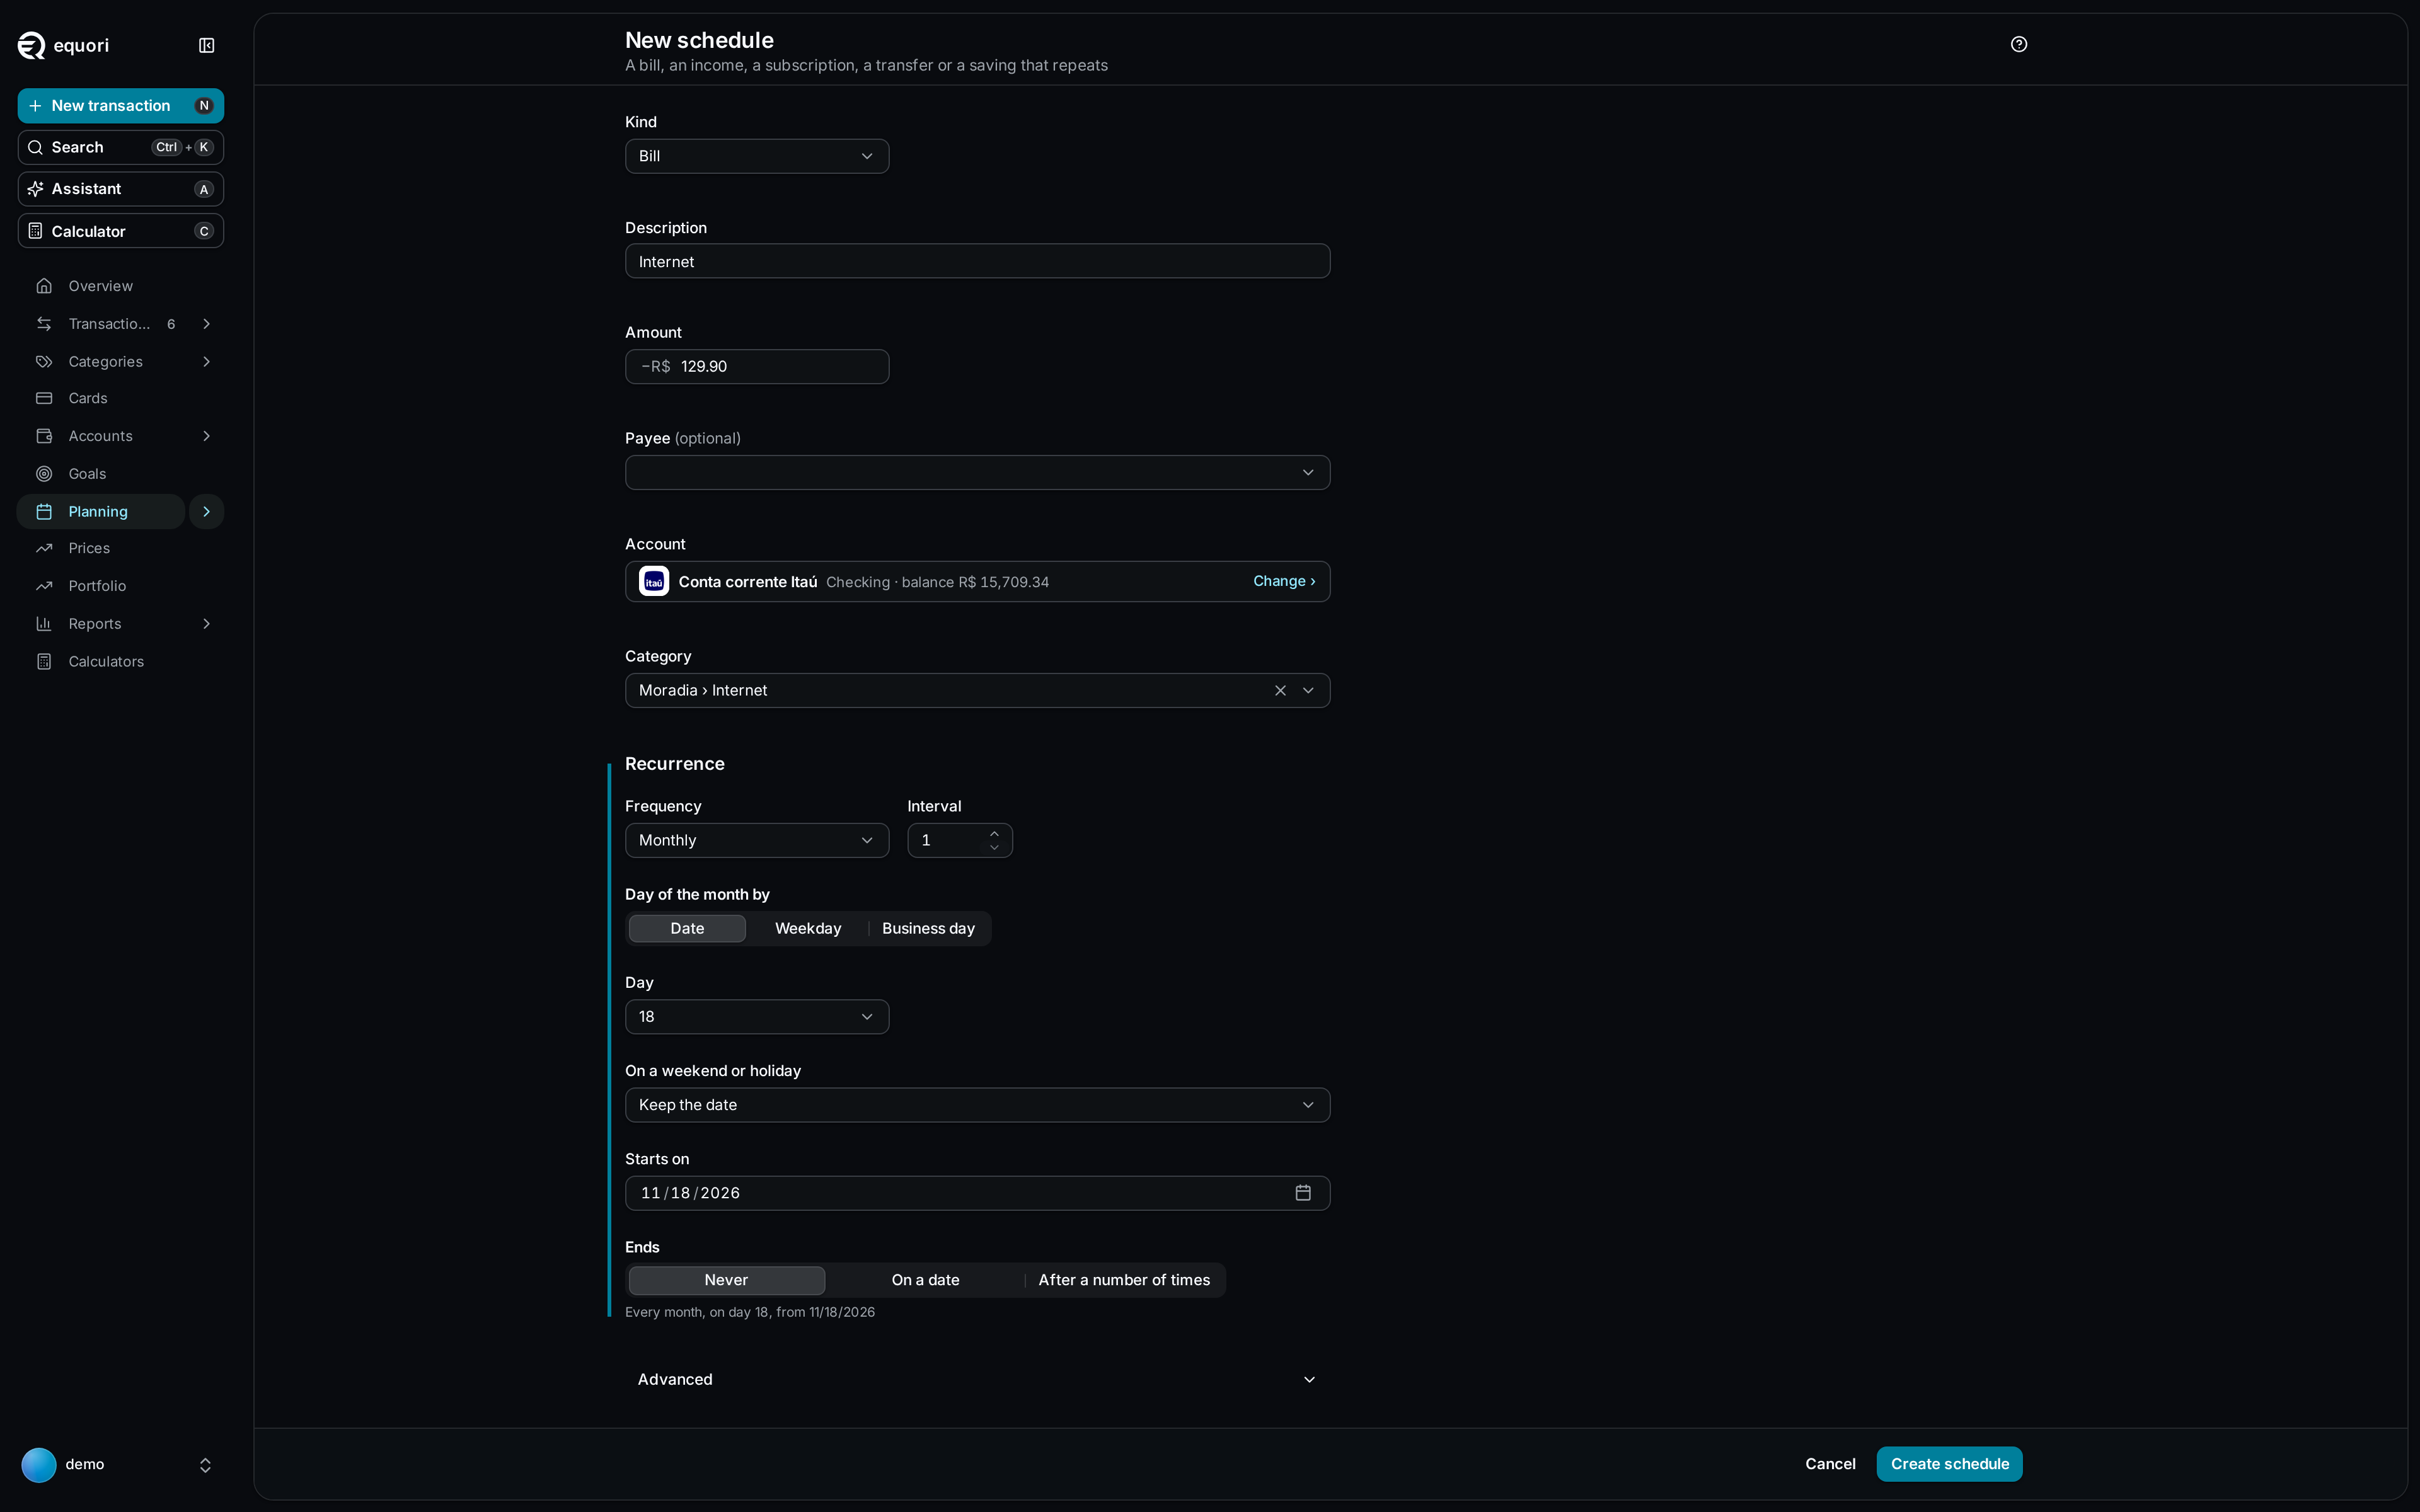 equori
New transaction N
Search Ctrl + K
Assistant A
Calculator C
Overview
Transactio... 6
Categories
Cards
Accounts
Goals
Planning
Prices
Portfolio
Reports
Calculators
demo
New schedule
A bill, an income, a subscription, a transfer or a saving that repeats
Kind
Bill
Description
Internet
Amount
−R$ 129.90
Payee (optional)
Account
itaú Conta corrente Itaú Checking · balance R$ 15,709.34 Change ›
Category
Moradia › Internet
Recurrence
Frequency Interval
Monthly 1
Day of the month by
Date Weekday Business day
Day
18
On a weekend or holiday
Keep the date
Starts on
11/18/2026
Ends
Never On a date After a number of times
Every month, on day 18, from 11/18/2026
Advanced
Cancel Create schedule